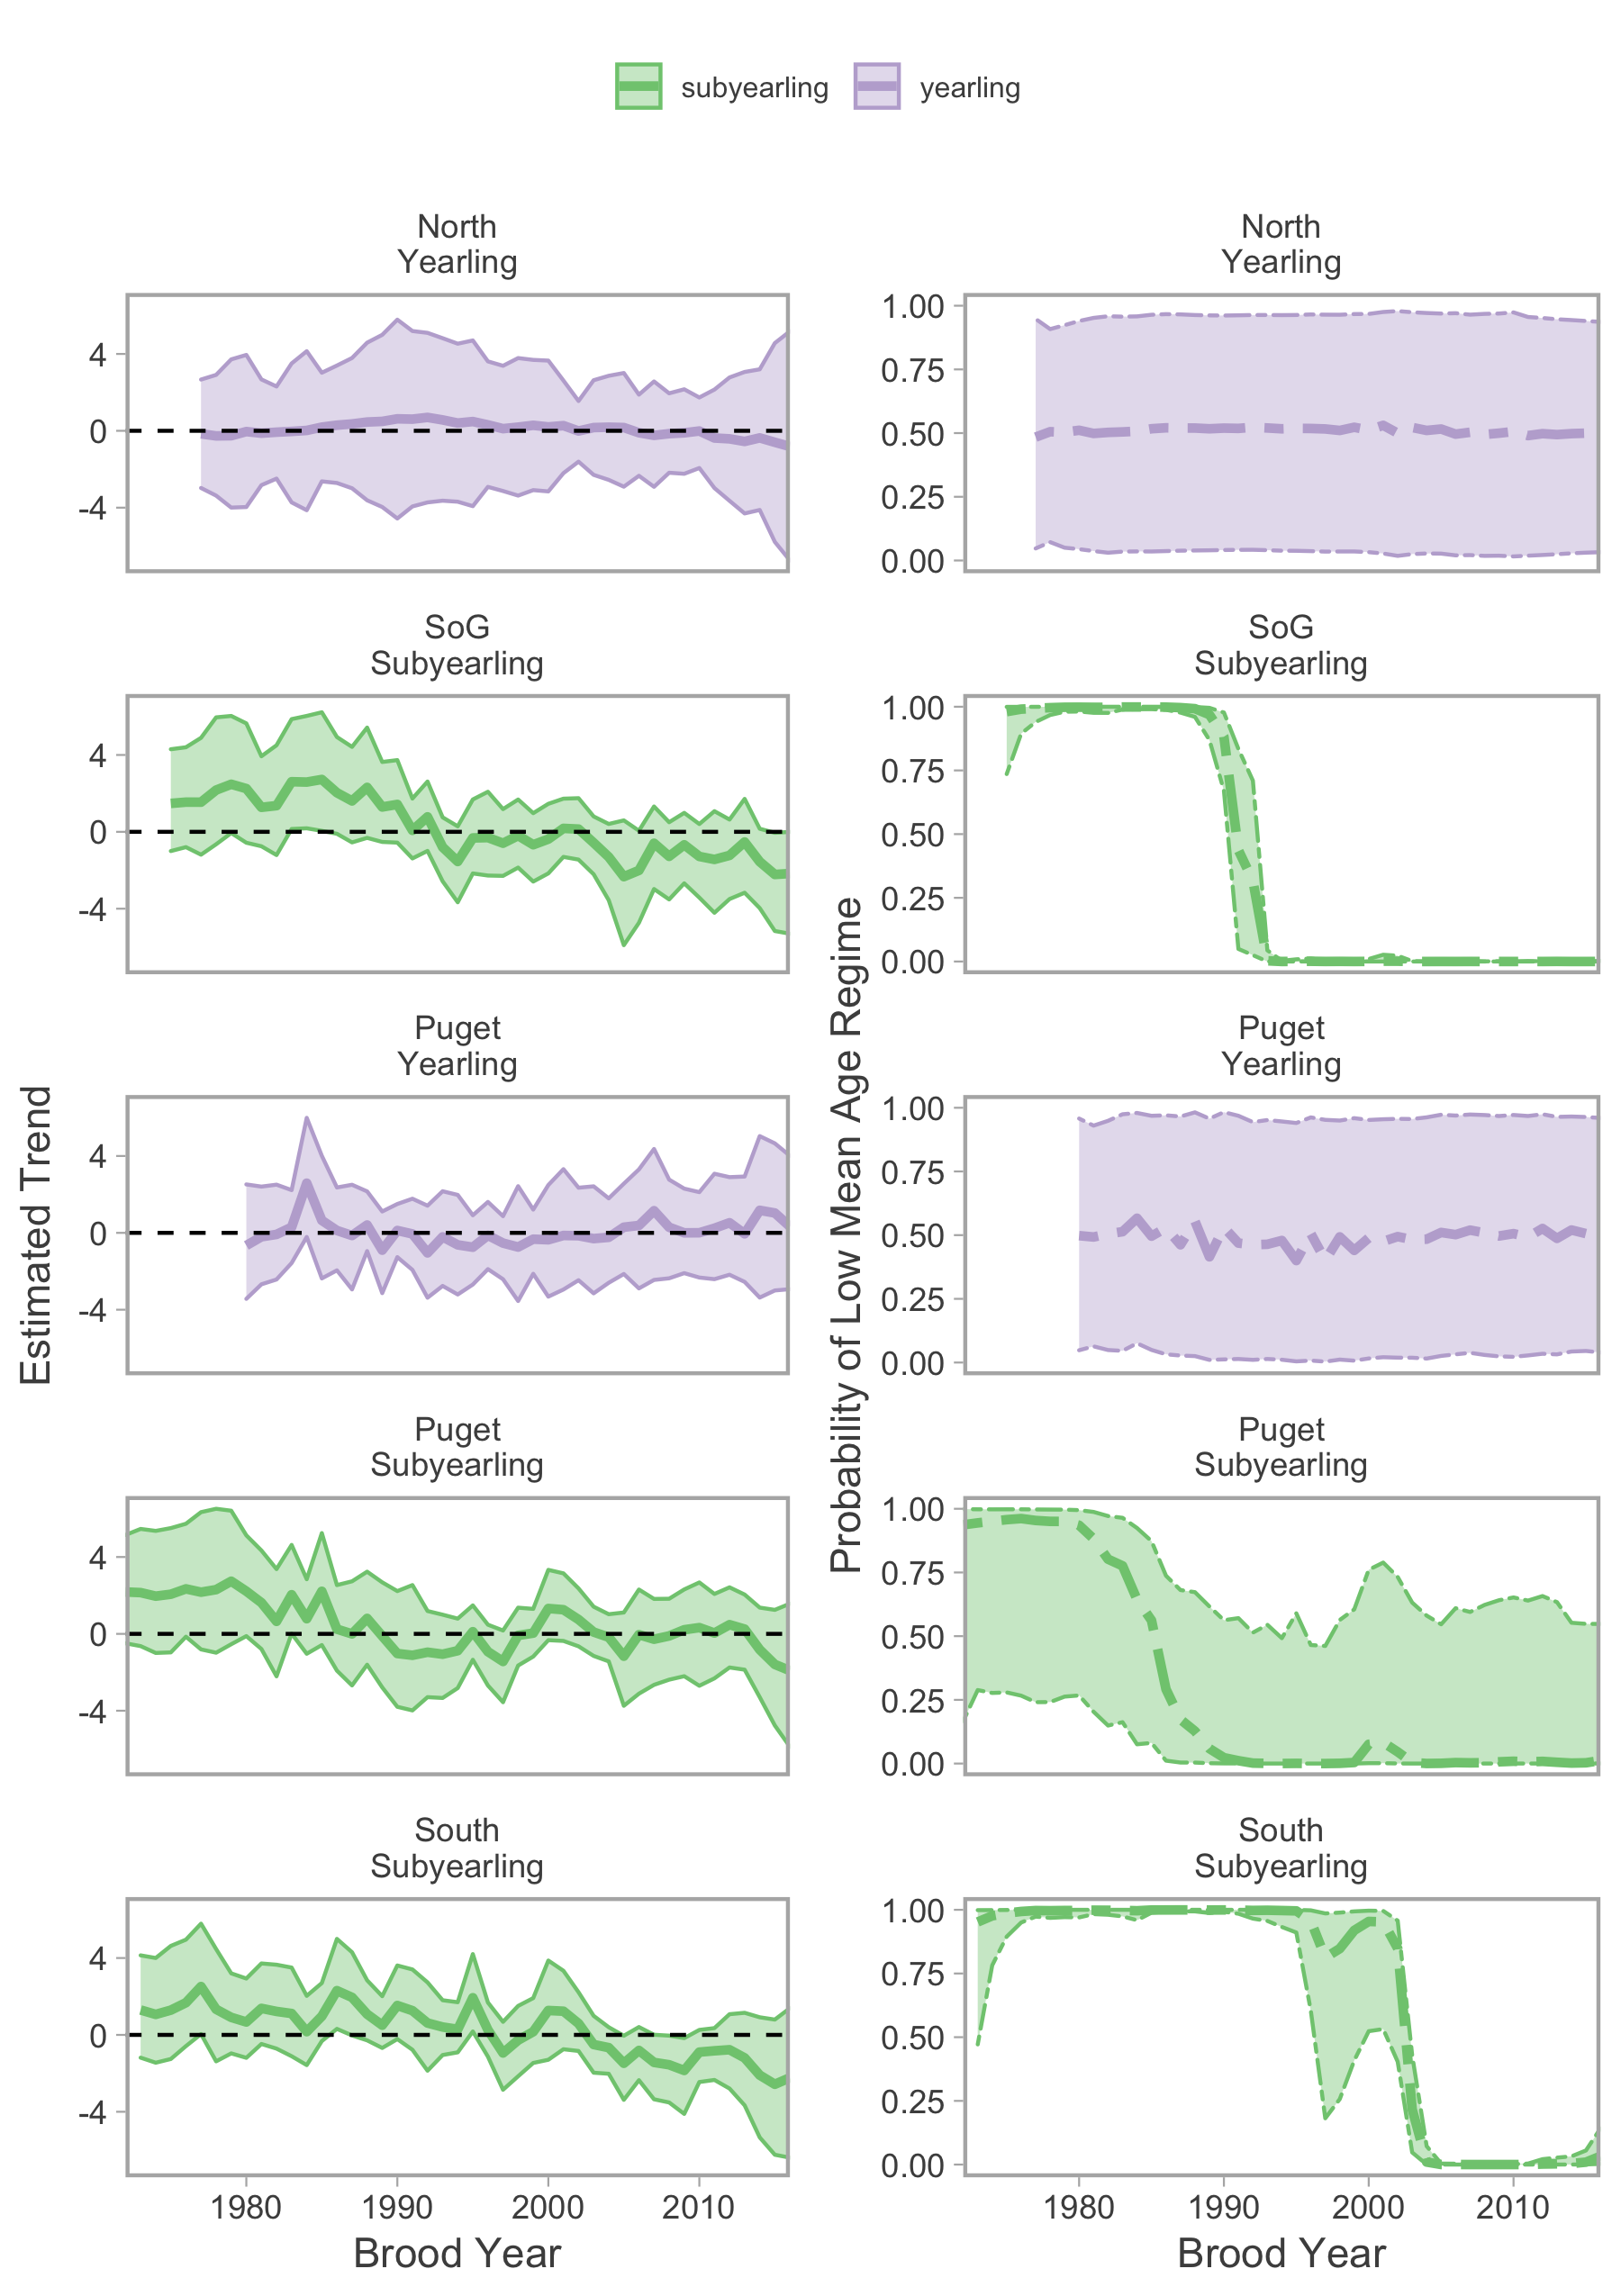 subyearling
yearling
North
Yearling
4
0
-4
North
Yearling
1.00
0.75
0.50
0.25
0.00
SoG
Subyearling
4
0
-4
SoG
Subyearling
1.00
0.75
0.50
0.25
0.00
Puget
Yearling
4
0
-4
Puget
Yearling
1.00
0.75
0.50
0.25
0.00
Puget
Subyearling
4
0
-4
Puget
Subyearling
1.00
0.75
0.50
0.25
0.00
South
Subyearling
4
0
-4
1980 1990 2000 2010
Brood Year
South
Subyearling
1.00
0.75
0.50
0.25
0.00
1980 1990 2000 2010
Brood Year
Estimated Trend
Probability of Low Mean Age Regime